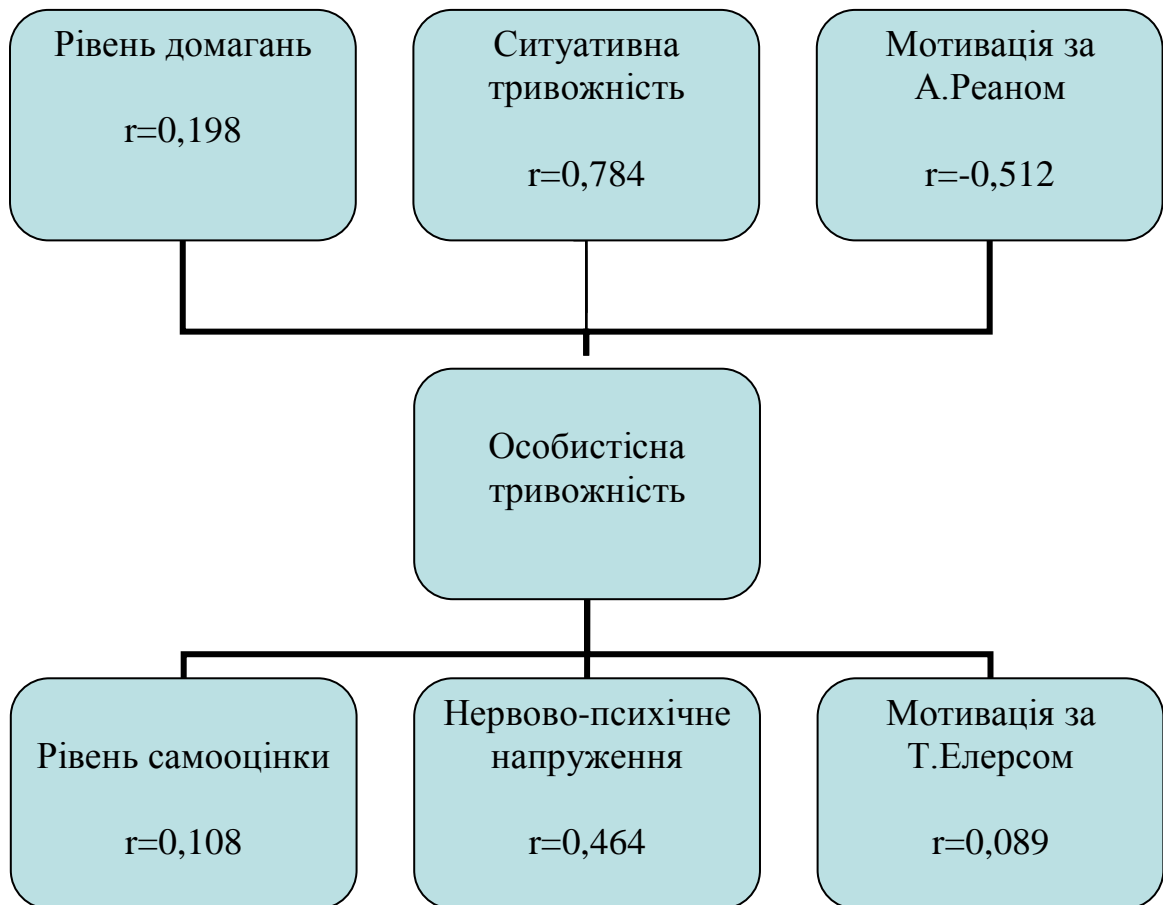 Рівень домагань
r=0,198
Ситуативна
тривожність
r=0,784
Мотивація за
А.Реаном
r=-0,512
Особистісна
тривожність
Рівень самооцінки
r=0,108
Нервово-психічне
напруження
r=0,464
Мотивація за
Т.Елерсом
r=0,089